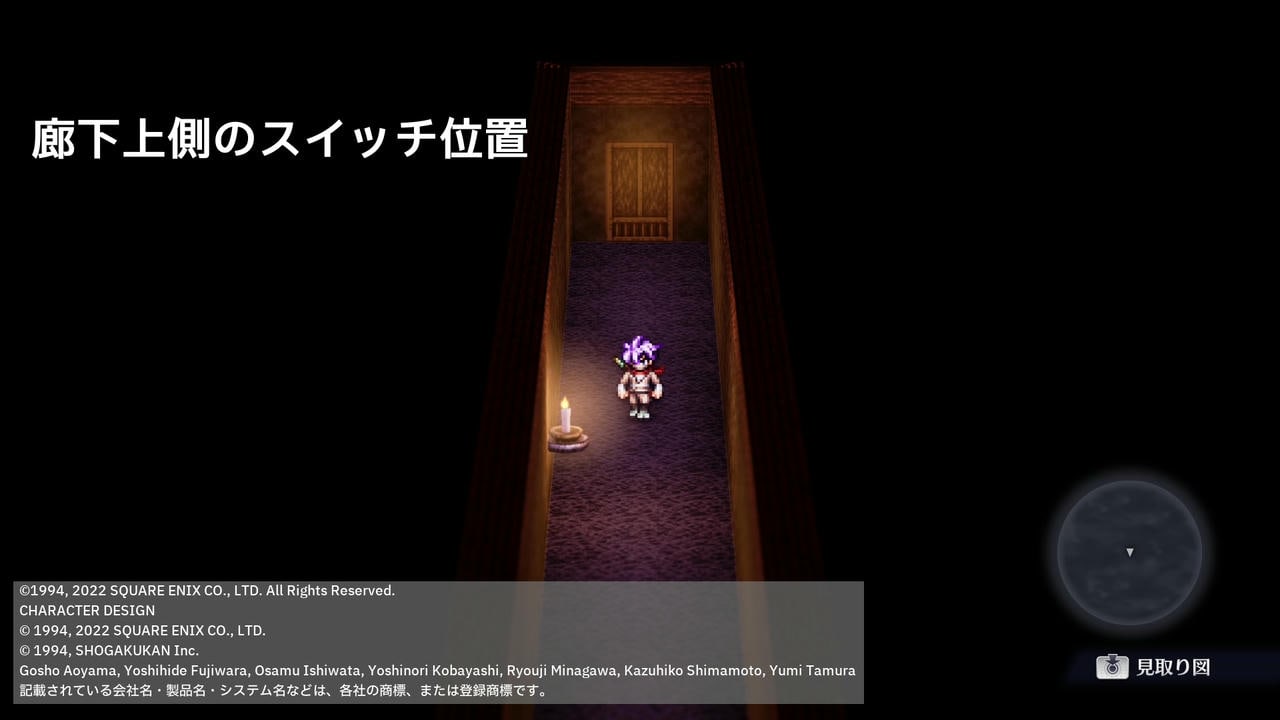 廊下上側のスイッチ位置
©1994, 2022 SQUARE ENIX CO., LTD. All Rights Reserved.
CHARACTER DESIGN
© 1994, 2022 SQUARE ENIX CO., LTD.
© 1994, SHOGAKUKAN Inc.
Gosho Aoyama, Yoshihide Fujiwara, Osamu Ishiwata, Yoshinori Kobayashi, Ryouji Minagawa, Kazuhiko Shimamoto, Yumi Tamura
記載されている会社名・製品名・システム名などは、各社の商標、または登録商標です。
見取り図